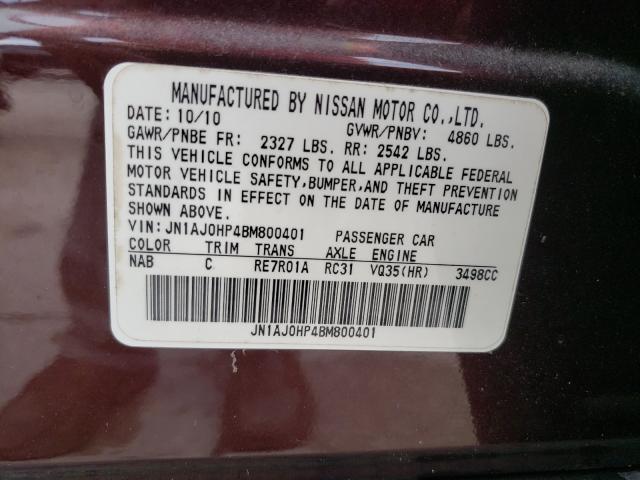 MANUFACTURED BY NISSAN MOTOR CO.,LTD.
DATE: 10/10 GVWR/PNBV: 4860 LBS.
GAWR/PNBE FR: 2327 LBS. RR: 2542 LBS.
THIS VEHICLE CONFORMS TO ALL APPLICABLE FEDERAL
MOTOR VEHICLE SAFETY,BUMPER,AND THEFT PREVENTION
STANDARDS IN EFFECT ON THE DATE OF MANUFACTURE
SHOWN ABOVE.
VIN: JN1AJ0HP4BM800401 PASSENGER CAR
COLOR TRIM TRANS AXLE ENGINE
NAB C RE7R01A RC31 VQ35(HR) 3498CC
JN1AJ0HP4BM800401